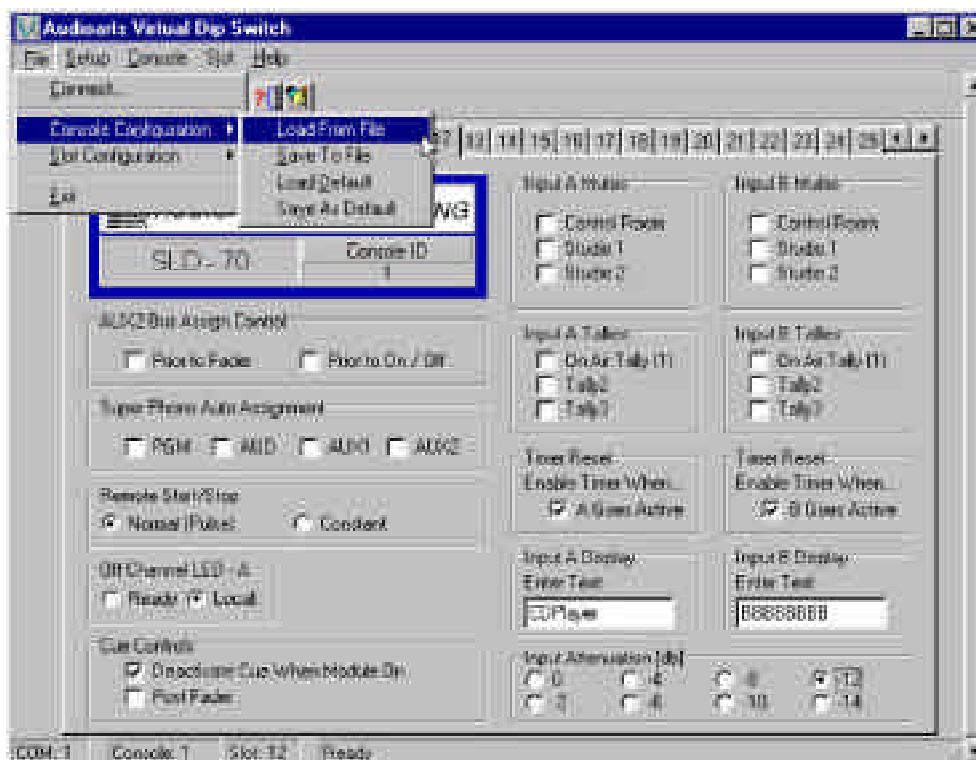 Audioarts Virtual Dip Switch
File Setup Console Slot Help
Connect...
Console Configuration
Slot Configuration
Exit
Load From File
Save To File
Load Default
Save As Default
13 14 15 16 17 18 19 20 21 22 23 24 25
WG
SLD-70
Console ID
1
AUX2 Bus Assign Control
Prior to Fader Prior to On / Off
Super Phone Auto Assignment
PGM AUD AUX1 AUX2
Remote Start/Stop
Normal (Pulse) Constant
Off Channel LED - A
Ready Local
Cue Controls
Deactivate Cue When Module On
Post Fader
Input A Mutes
Control Room
Studio 1
Studio 2
Input B Mutes
Control Room
Studio 1
Studio 2
Input A Tallies
On Air Tally (1)
Tally2
Tally3
Input B Tallies
On Air Tally (1)
Tally2
Tally3
Timer Reset
Enable Timer When...
A Goes Active
Timer Reset
Enable Timer When...
B Goes Active
Input A Display
Enter Text
CDPlayer
Input B Display
Enter Text
BBBBBBBB
Input Attenuation [db]
0 -4 -8 -12
-2 -6 -10 -14
COM: 1 Console: 1 Slot: 12 Ready